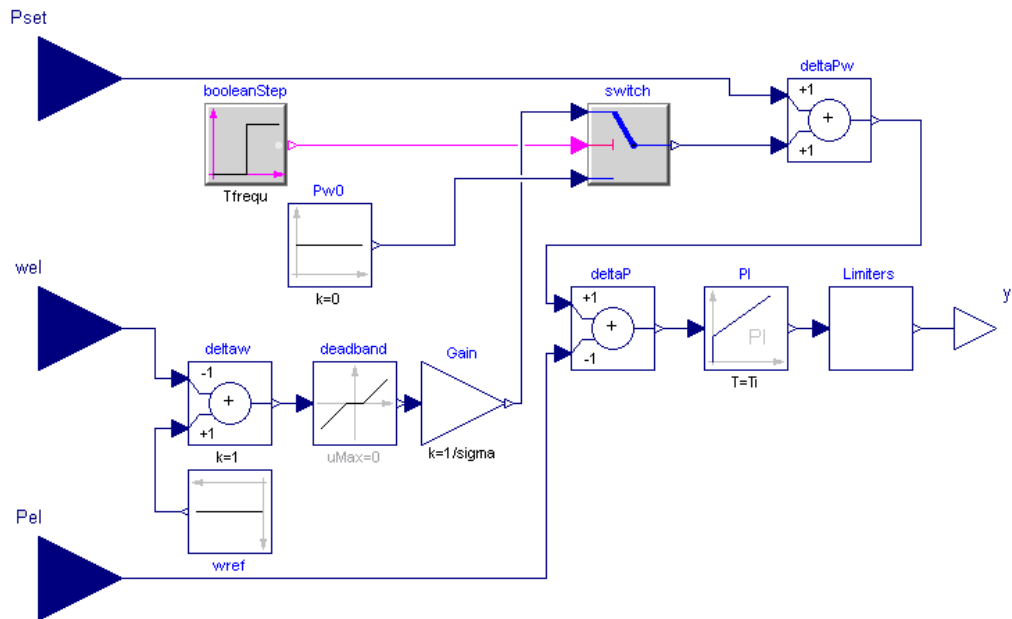 Pset
deltaPw
booleanStep
switch
+1
+
+1
Tfrequ
Pw0
k=0
wel
deltaP
PI
Limiters
y
+1
+
-1
PI
T=Ti
deltaw
deadband
Gain
-1
+
+1
k=1
uMax=0
k=1/sigma
Pel
wref